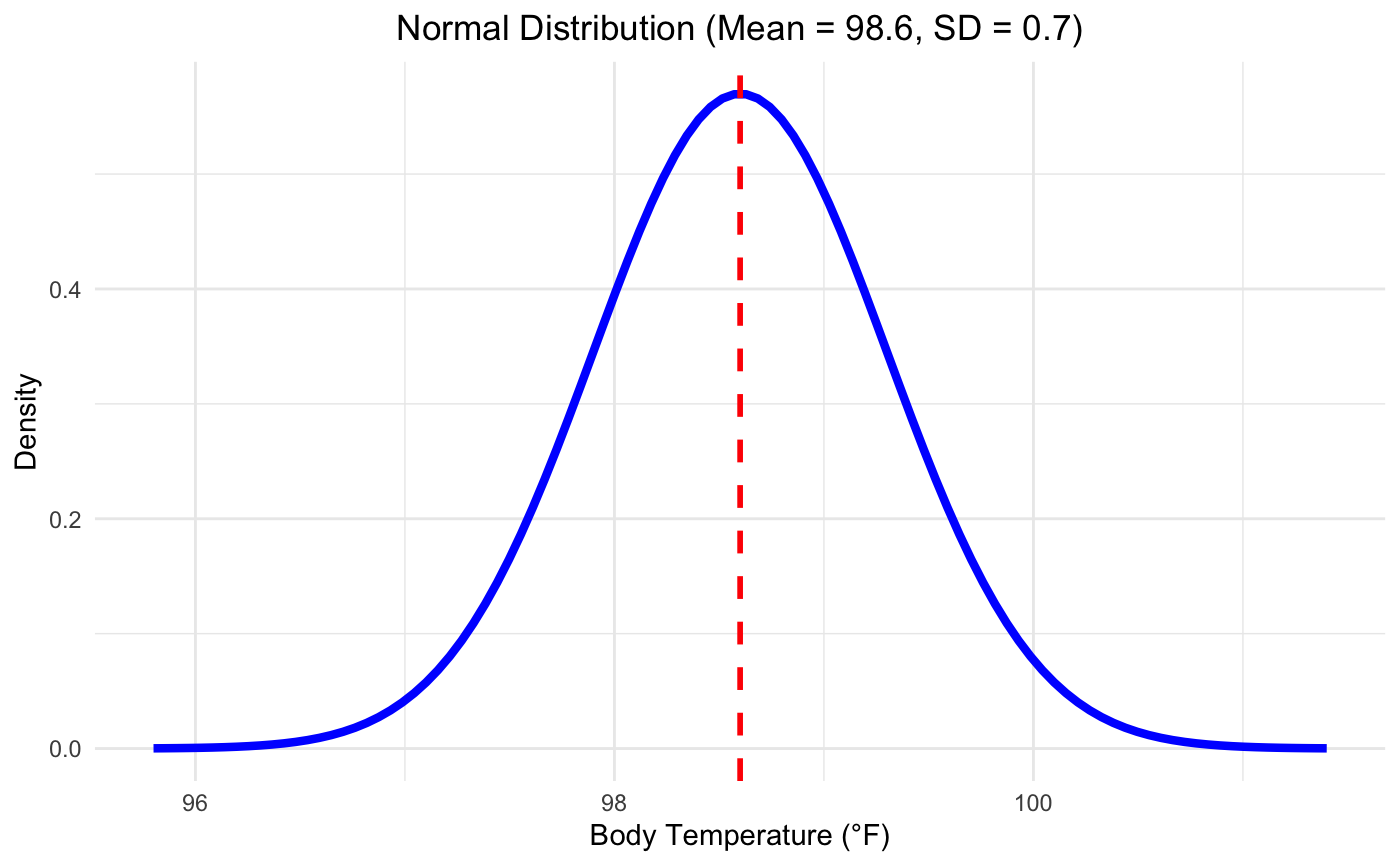 Normal Distribution (Mean = 98.6, SD = 0.7)
Density
0.4
0.2
0.0
96 98 100
Body Temperature (°F)